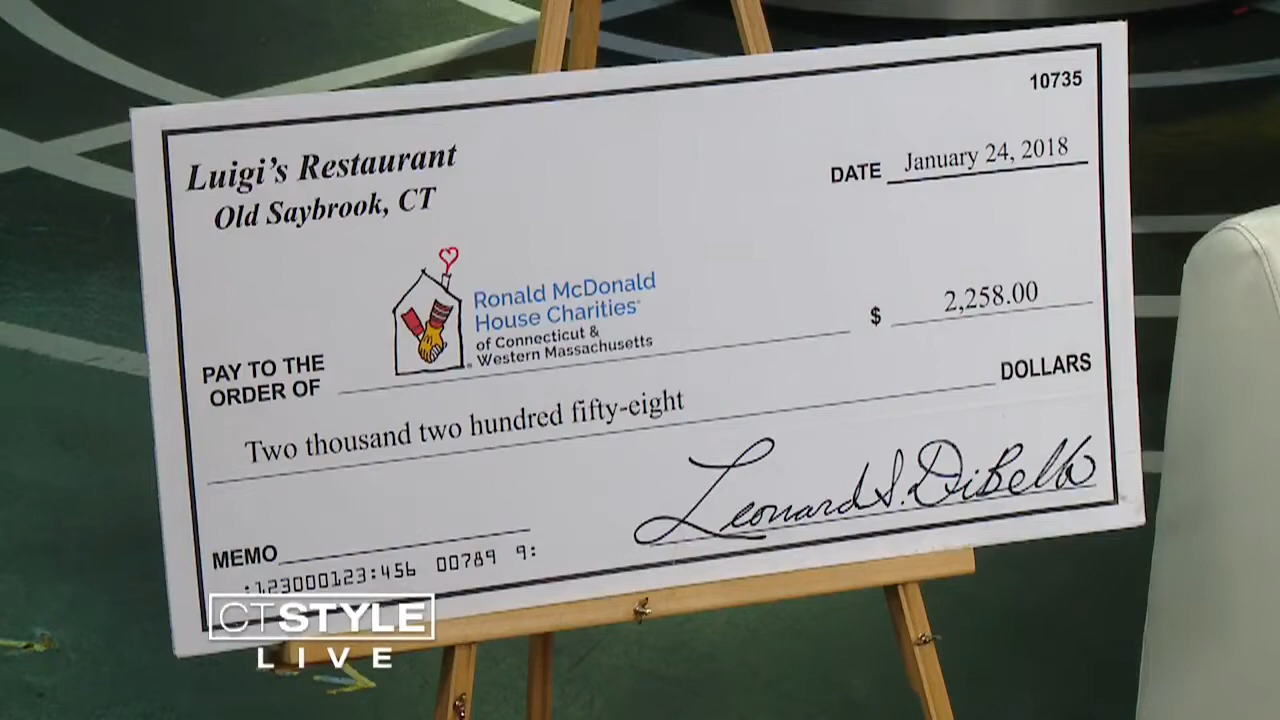 10735
Luigi's Restaurant
Old Saybrook, CT
DATE January 24, 2018
Ronald McDonald
House Charities
of Connecticut &
Western Massachusetts
$ 2,258.00
PAY TO THE
ORDER OF
Two thousand two hundred fifty-eight DOLLARS
Leonard S. DiBello
MEMO
:123000123:456 00789 9:
CT STYLE
LIVE